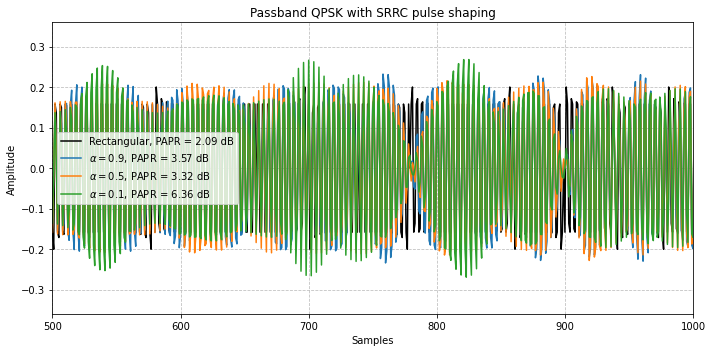 Passband QPSK with SRRC pulse shaping
Amplitude
0.3
0.2
0.1
0.0
−0.1
−0.2
−0.3
Rectangular, PAPR = 2.09 dB
α = 0.9, PAPR = 3.57 dB
α = 0.5, PAPR = 3.32 dB
α = 0.1, PAPR = 6.36 dB
500 600 700 800 900 1000
Samples